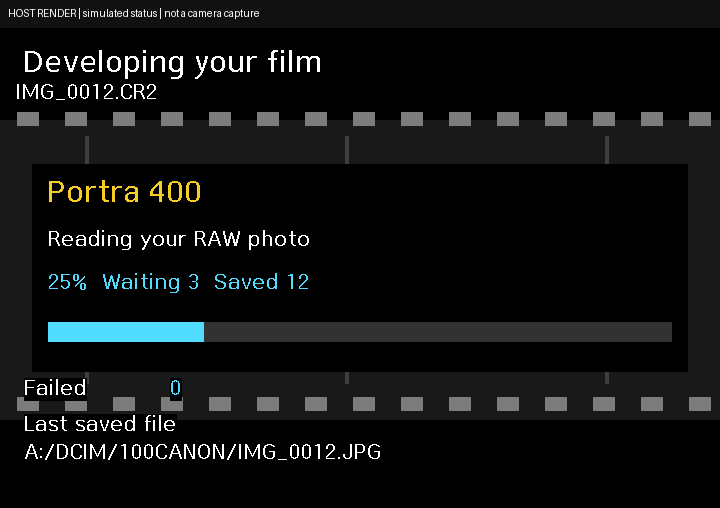 HOST RENDER | simulated status | not a camera capture
Developing your film
IMG_0012.CR2
Portra 400
Reading your RAW photo
25% Waiting 3 Saved 12
Failed 0
Last saved file
A:/DCIM/100CANON/IMG_0012.JPG